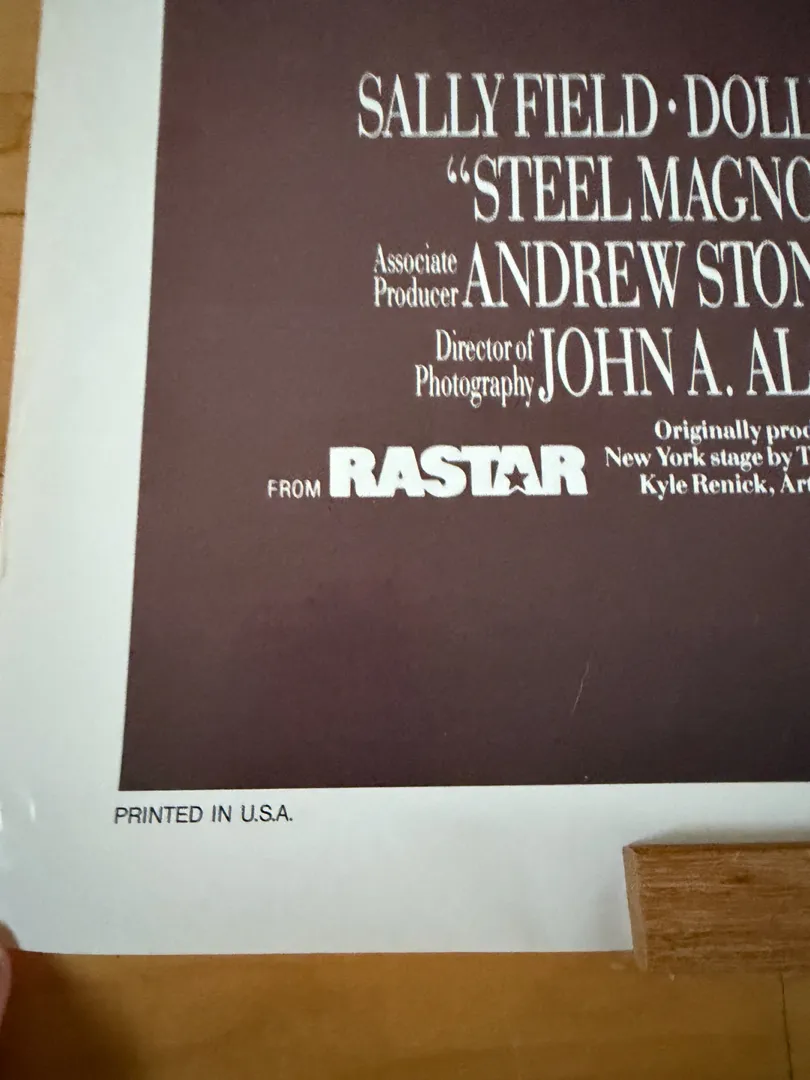 SALLY FIELD · DOLL
“STEEL MAGNO
Associate Producer ANDREW STON
Director of Photography JOHN A. AL
FROM RASTAR
Originally prod
New York stage by T
Kyle Renick, Art
PRINTED IN U.S.A.